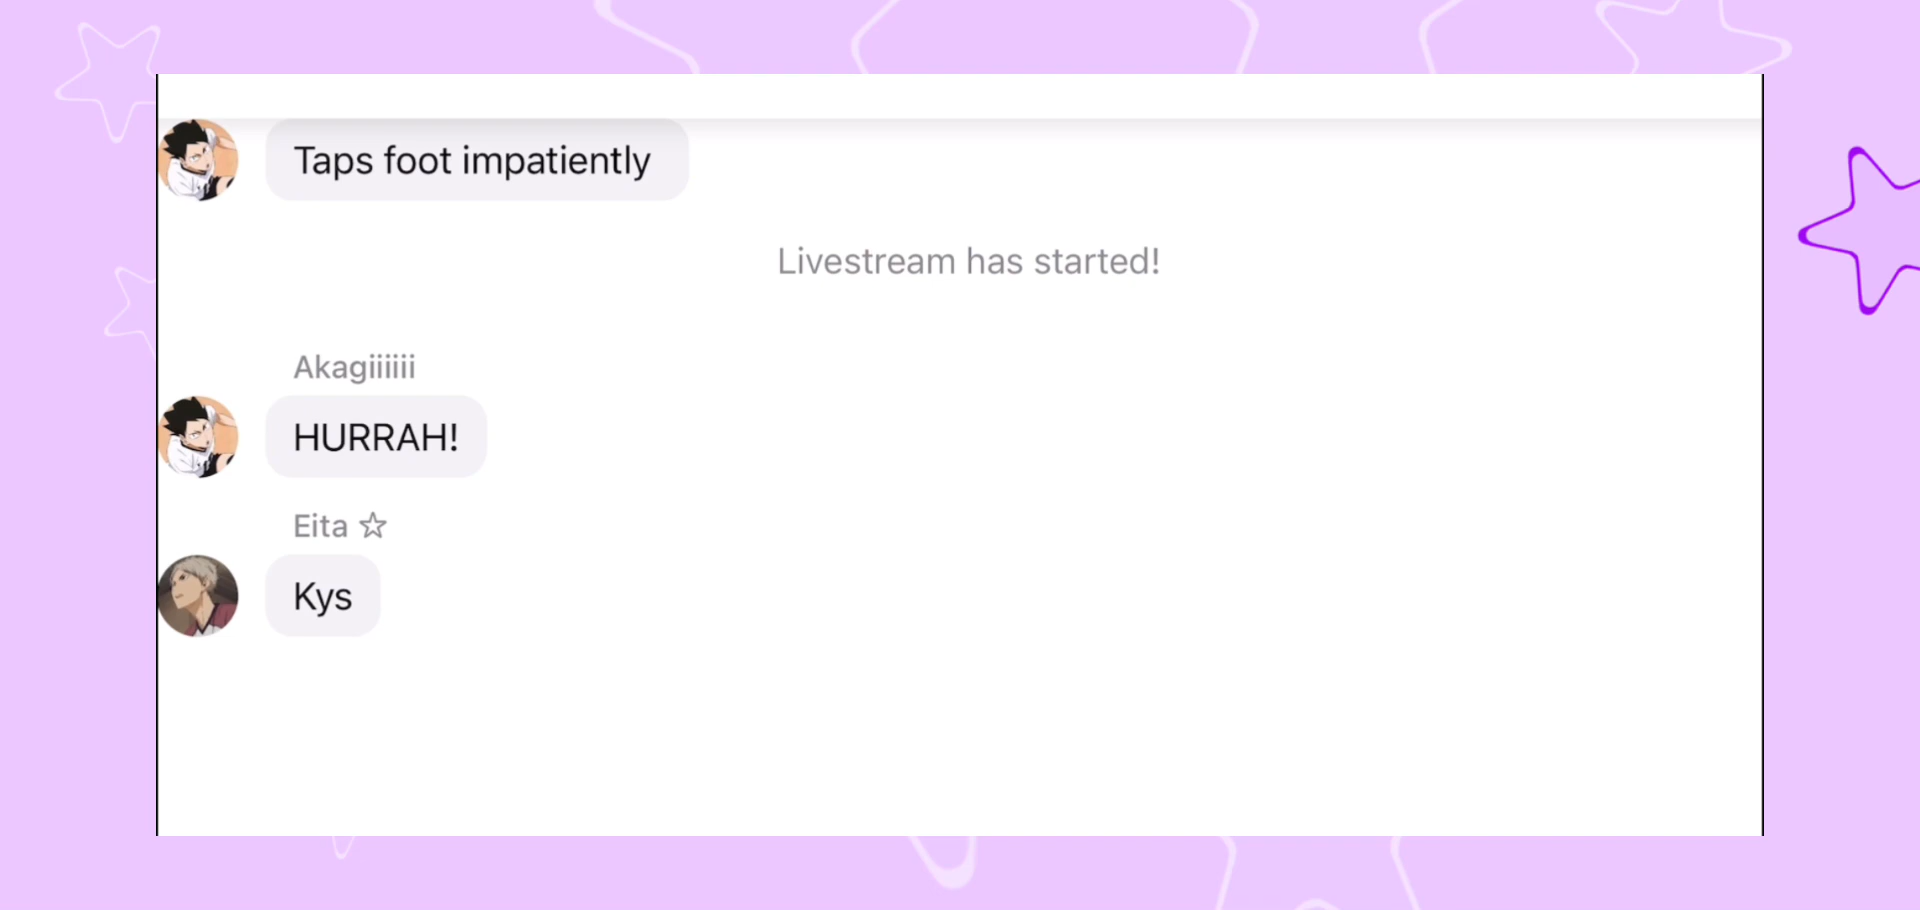 Taps foot impatiently
Livestream has started!
Akagiiiiii
HURRAH!
Eita ☆
Kys